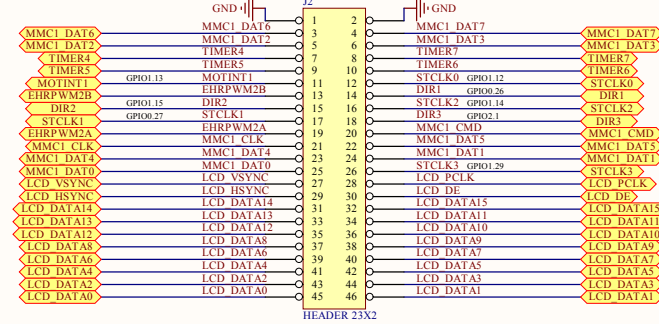 J2
GND 1 2 GND
MMC1_DAT6 MMC1_DAT6 3 4 MMC1_DAT7 MMC1_DAT7
MMC1_DAT2 MMC1_DAT2 5 6 MMC1_DAT3 MMC1_DAT3
TIMER4 TIMER4 7 8 TIMER7 TIMER7
TIMER5 TIMER5 9 10 TIMER6 TIMER6
MOTINT1 GPIO1.13 MOTINT1 11 12 STCLK0 GPIO1.12 STCLK0
EHRPWM2B EHRPWM2B 13 14 DIR1 GPIO0.26 DIR1
DIR2 GPIO1.15 DIR2 15 16 STCLK2 GPIO1.14 STCLK2
STCLK1 GPIO0.27 STCLK1 17 18 DIR3 GPIO2.1 DIR3
EHRPWM2A EHRPWM2A 19 20 MMC1_CMD MMC1_CMD
MMC1_CLK MMC1_CLK 21 22 MMC1_DAT5 MMC1_DAT5
MMC1_DAT4 MMC1_DAT4 23 24 MMC1_DAT1 MMC1_DAT1
MMC1_DAT0 MMC1_DAT0 25 26 STCLK3 GPIO1.29 STCLK3
LCD_VSYNC LCD_VSYNC 27 28 LCD_PCLK LCD_PCLK
LCD_HSYNC LCD_HSYNC 29 30 LCD_DE LCD_DE
LCD_DATA14 LCD_DATA14 31 32 LCD_DATA15 LCD_DATA15
LCD_DATA13 LCD_DATA13 33 34 LCD_DATA11 LCD_DATA11
LCD_DATA12 LCD_DATA12 35 36 LCD_DATA10 LCD_DATA10
LCD_DATA8 LCD_DATA8 37 38 LCD_DATA9 LCD_DATA9
LCD_DATA6 LCD_DATA6 39 40 LCD_DATA7 LCD_DATA7
LCD_DATA4 LCD_DATA4 41 42 LCD_DATA5 LCD_DATA5
LCD_DATA2 LCD_DATA2 43 44 LCD_DATA3 LCD_DATA3
LCD_DATA0 LCD_DATA0 45 46 LCD_DATA1 LCD_DATA1
HEADER 23X2